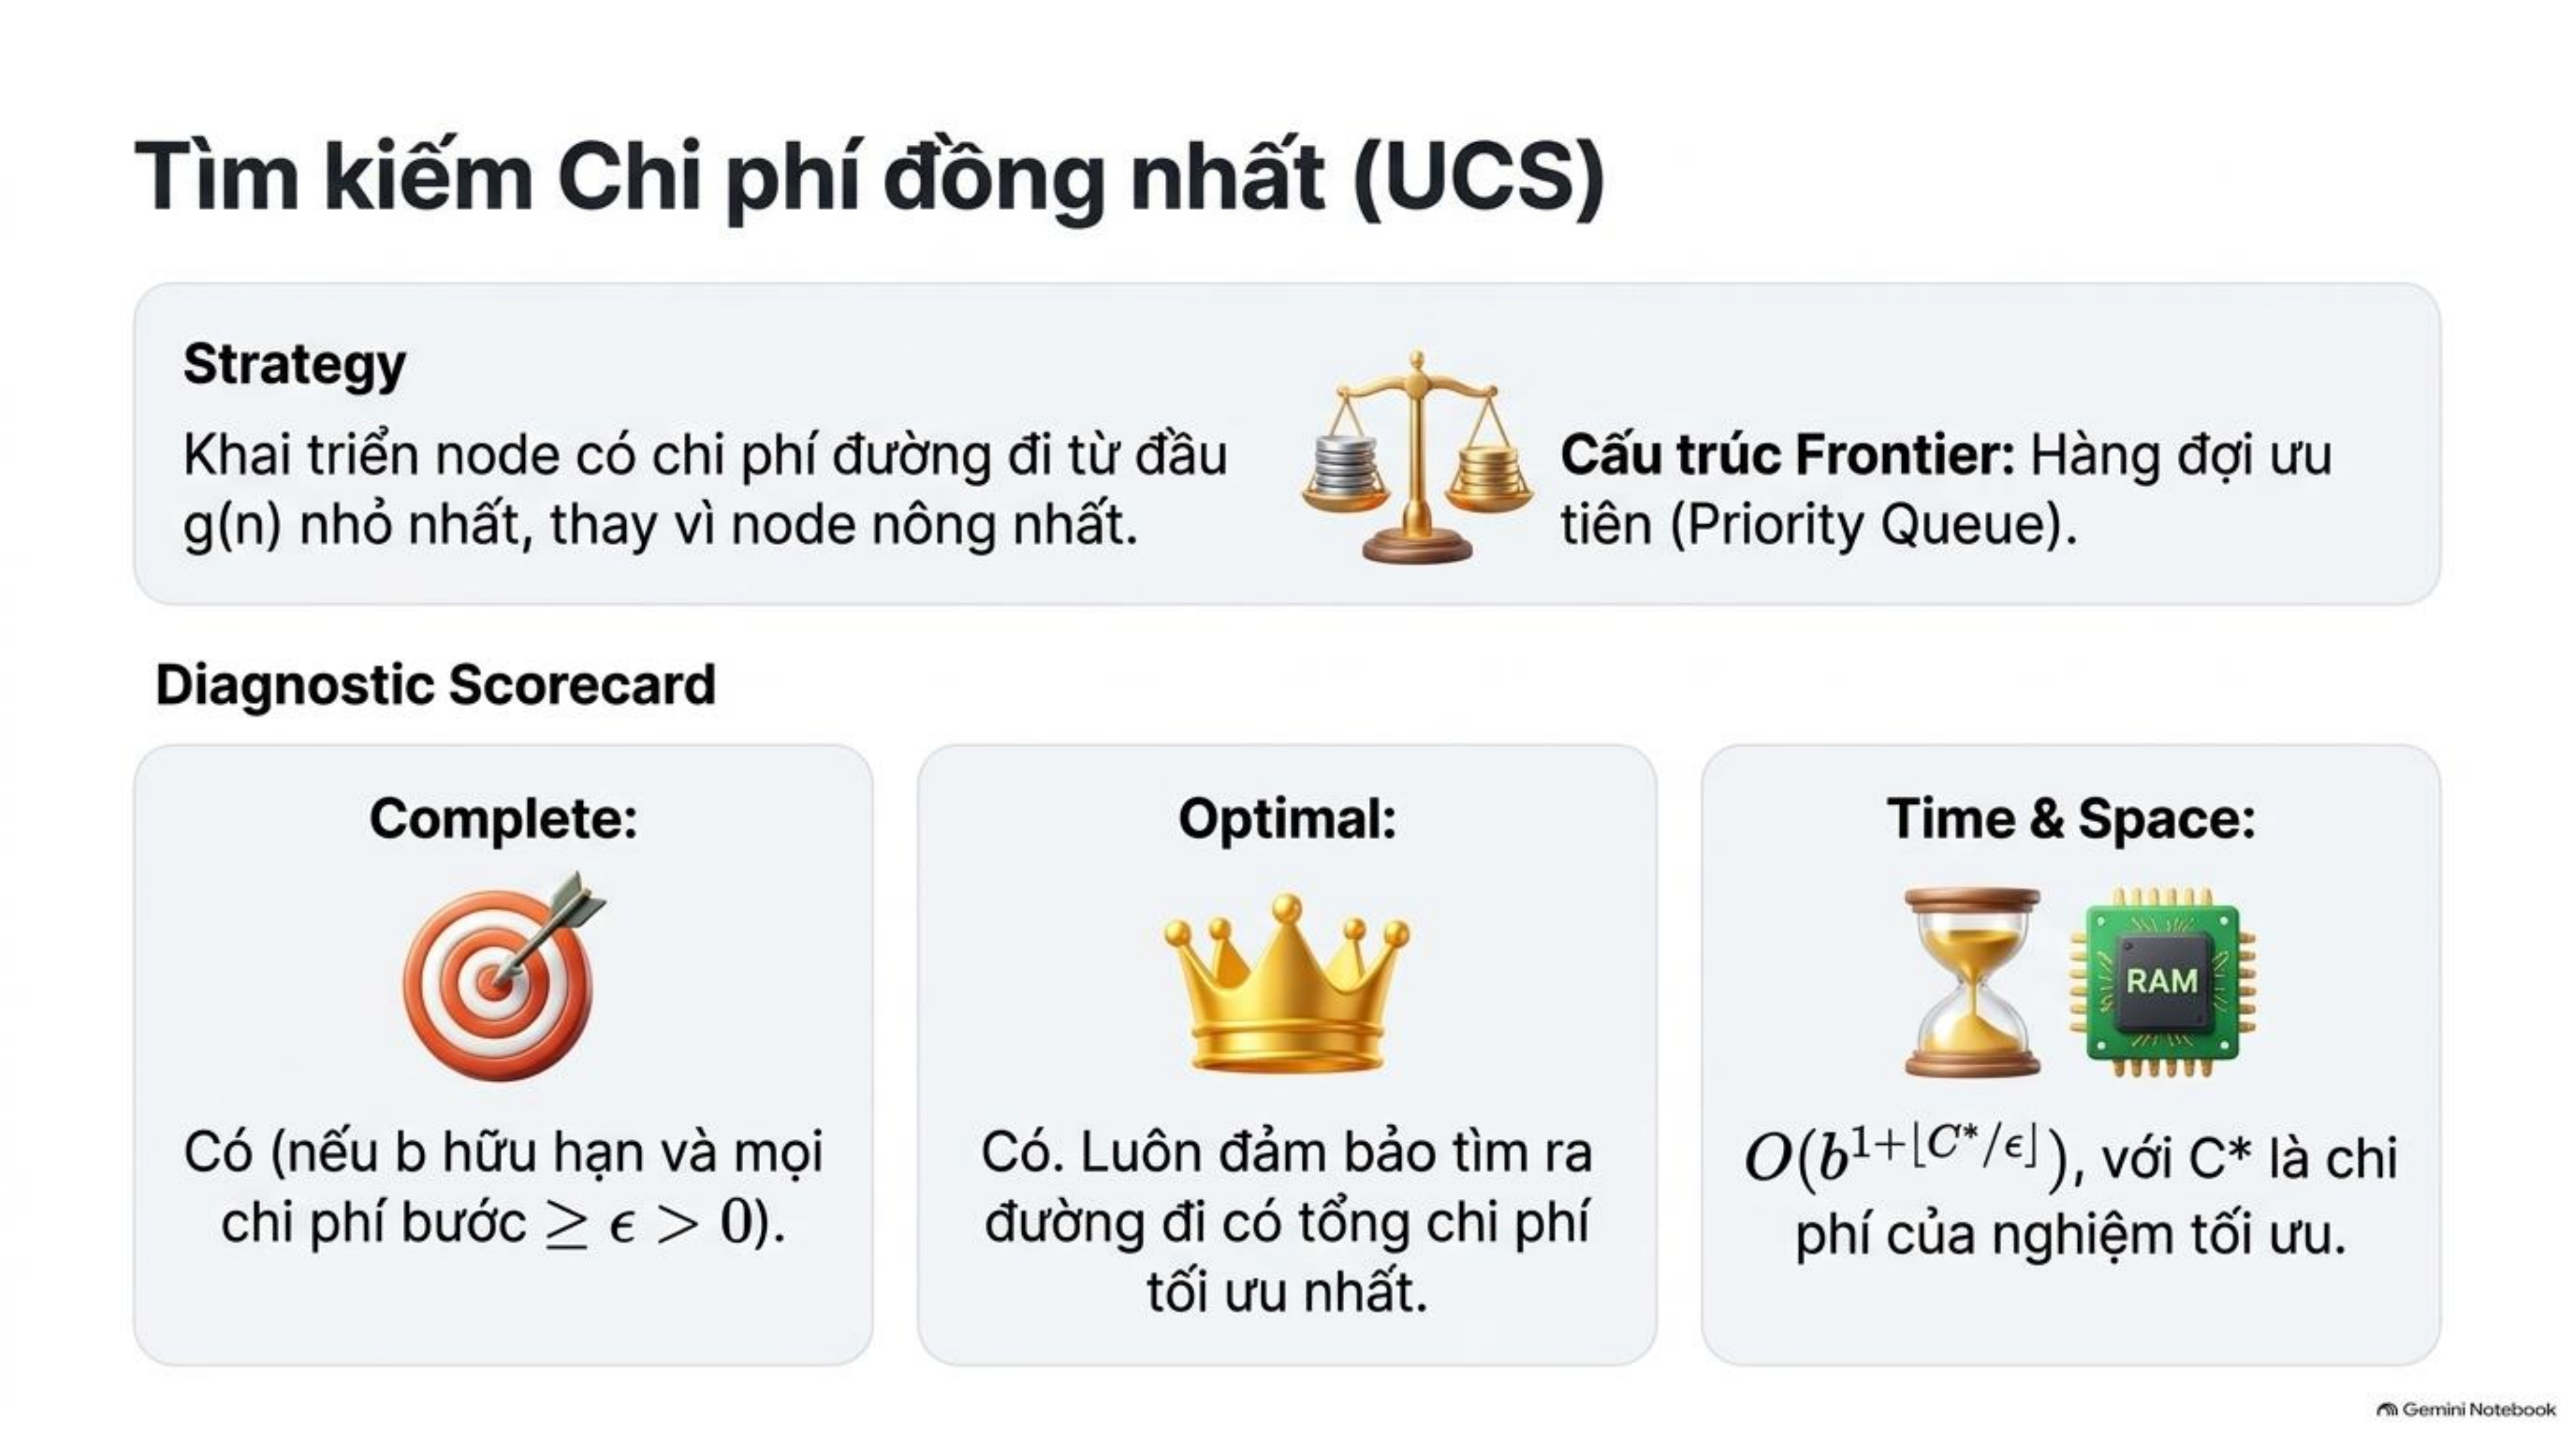 Tìm kiếm Chi phí đồng nhất (UCS)
Strategy
Khai triển node có chi phí đường đi từ đầu
g(n) nhỏ nhất, thay vì node nông nhất.
Cấu trúc Frontier: Hàng đợi ưu
tiên (Priority Queue).
Diagnostic Scorecard
Complete:
Có (nếu b hữu hạn và mọi
chi phí bước ≥ ϵ > 0).
Optimal:
Có. Luôn đảm bảo tìm ra
đường đi có tổng chi phí
tối ưu nhất.
Time & Space:
RAM
O(b^{1+⌊C*/ϵ⌋}), với C* là chi
phí của nghiệm tối ưu.
Gemini Notebook